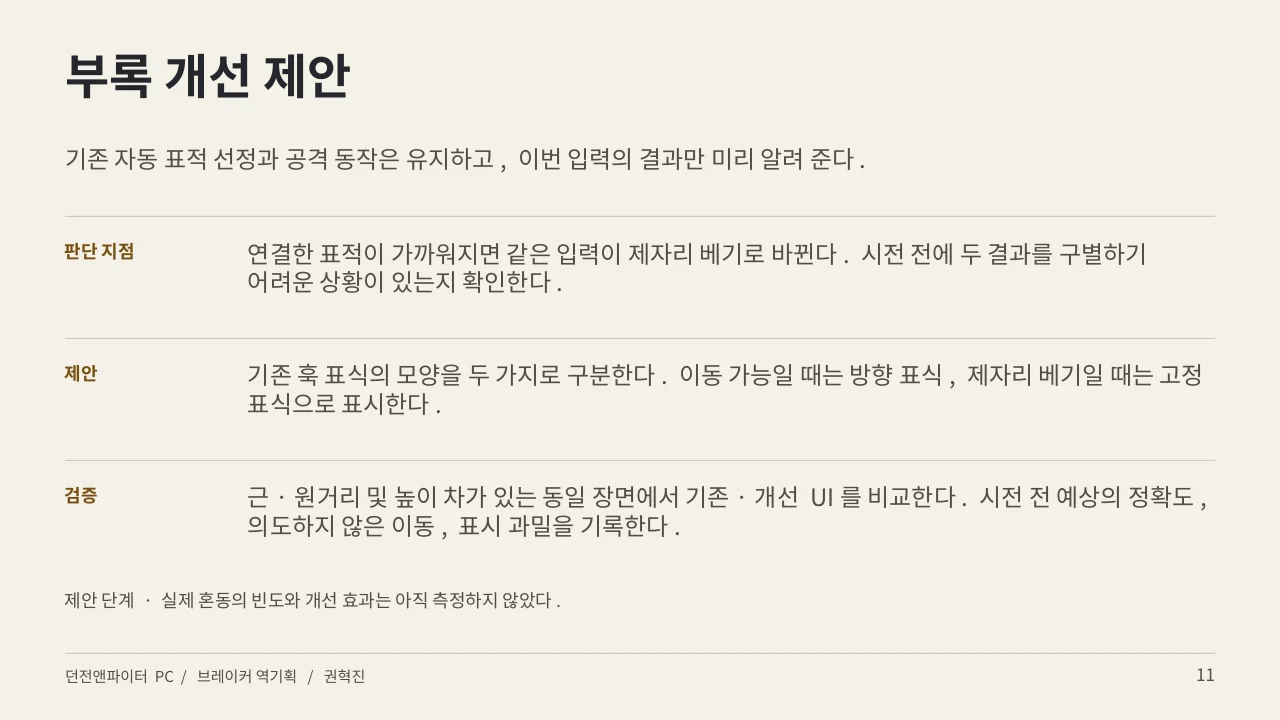 부록 개선 제안
기존 자동 표적 선정과 공격 동작은 유지하고, 이번 입력의 결과만 미리 알려 준다.
판단 지점
연결한 표적이 가까워지면 같은 입력이 제자리 베기로 바뀐다. 시전 전에 두 결과를 구별하기
어려운 상황이 있는지 확인한다.
제안
기존 훅 표식의 모양을 두 가지로 구분한다. 이동 가능일 때는 방향 표식, 제자리 베기일 때는 고정
표식으로 표시한다.
검증
근·원거리 및 높이 차가 있는 동일 장면에서 기존·개선 UI를 비교한다. 시전 전 예상의 정확도,
의도하지 않은 이동, 표시 과밀을 기록한다.
제안 단계 · 실제 혼동의 빈도와 개선 효과는 아직 측정하지 않았다.
던전앤파이터 PC / 브레이커 역기획 / 권혁진
11